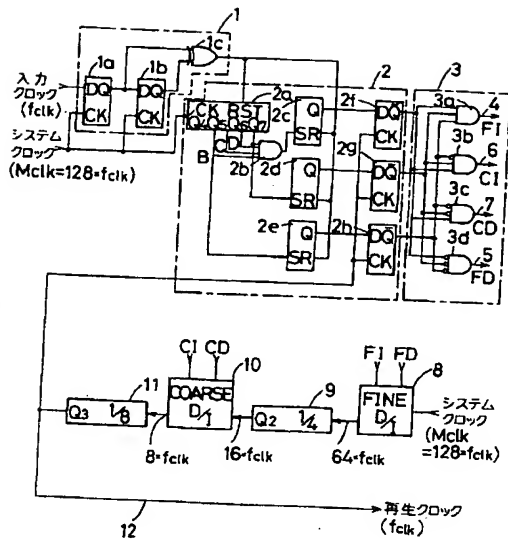 1
1a
1b
1c
入力
クロック
(fclk)
DQ
CK
DQ
CK
システム
クロック
(Mclk=128=fclk)
2
2a
CK RST
Q4Q5Q6Q7
B
C
D
2b
2c
Q
SR
2d
Q
SR
2e
Q
SR
2f
DQ
CK
2g
DQ
CK
2h
DQ
CK
3
3a
4
FI
3b
6
CI
3c
7
CD
3d
5
FD
CI CD
10
COARSE
D/I
FI FD
8
FINE
D/I
システム
クロック
(Mclk
=128=fclk)
11
Q3 1/8
9
Q2 1/4
8=fclk
16=fclk
64=fclk
12
再生クロック
(fclk)